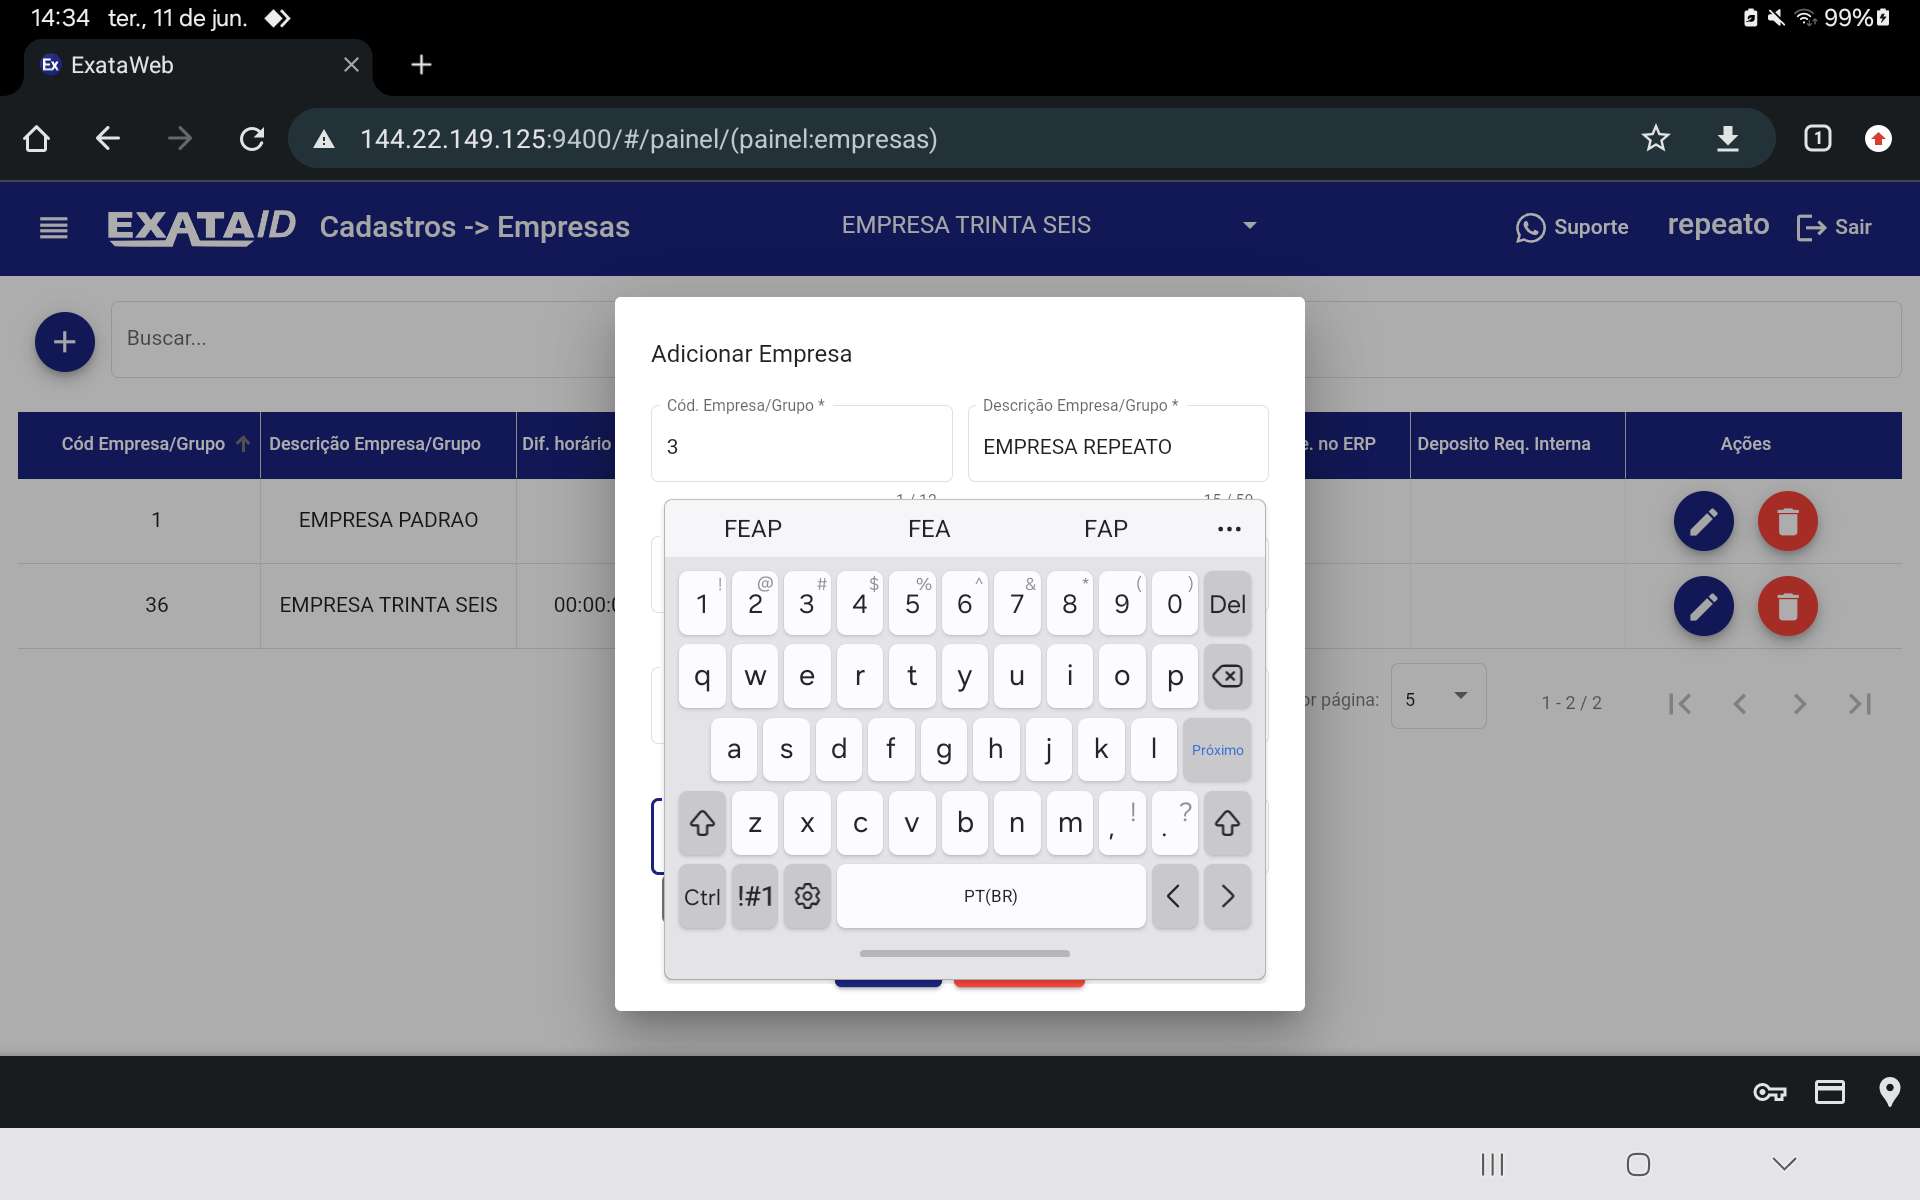 14:34 ter., 11 de jun. 99%
Ex ExataWeb
144.22.149.125:9400/#/painel/(painel:empresas) 1
EXATA ID Cadastros -> Empresas EMPRESA TRINTA SEIS Suporte repeato Sair
Buscar...
Adicionar Empresa
Cód. Empresa/Grupo * Descrição Empresa/Grupo *
3 EMPRESA REPEATO
1 / 12 15 / 50
Cód Empresa/Grupo Descrição Empresa/Grupo Dif. horário e. no ERP Deposito Req. Interna Ações
1 EMPRESA PADRAO
36 EMPRESA TRINTA SEIS 00:00:0
or página: 5 1 - 2 / 2
FEAP FEA FAP
! @ # $ % ^ & * ( )
1 2 3 4 5 6 7 8 9 0 Del
q w e r t y u i o p
a s d f g h j k l Próximo
z x c v b n m , ! . ?
Ctrl !#1 PT(BR) < >